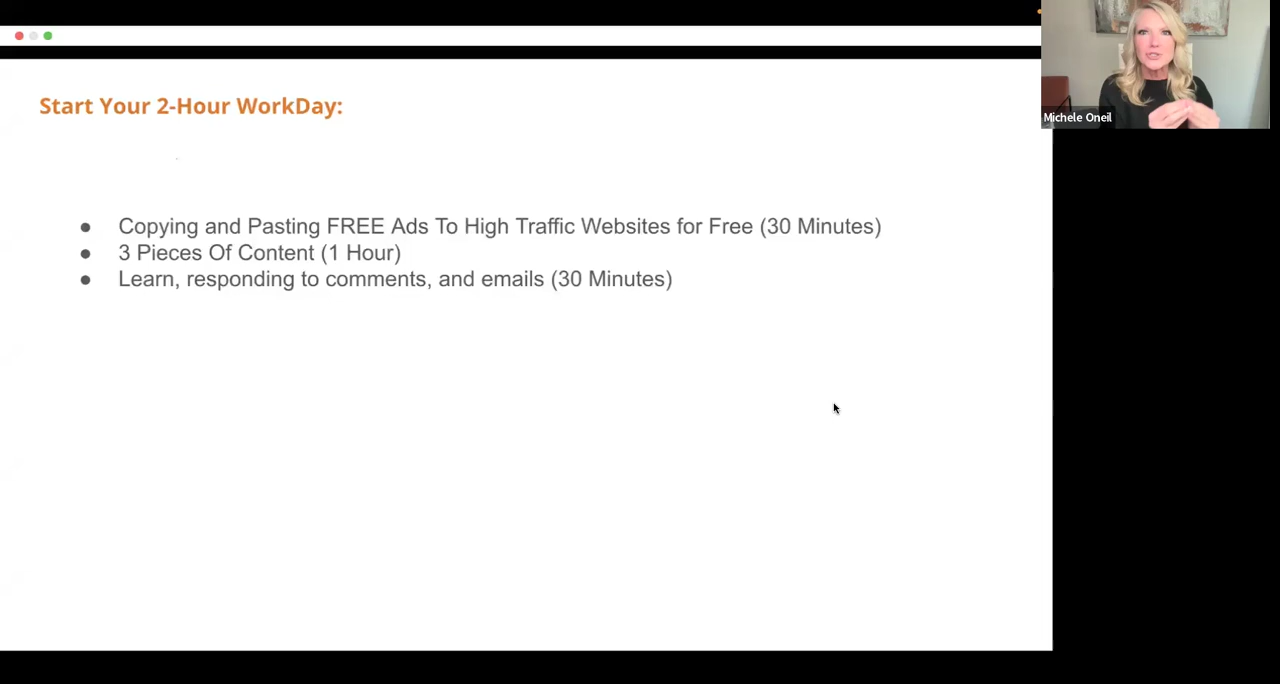 Michele Oneil
Start Your 2-Hour WorkDay:
● Copying and Pasting FREE Ads To High Traffic Websites for Free (30 Minutes)
● 3 Pieces Of Content (1 Hour)
● Learn, responding to comments, and emails (30 Minutes)